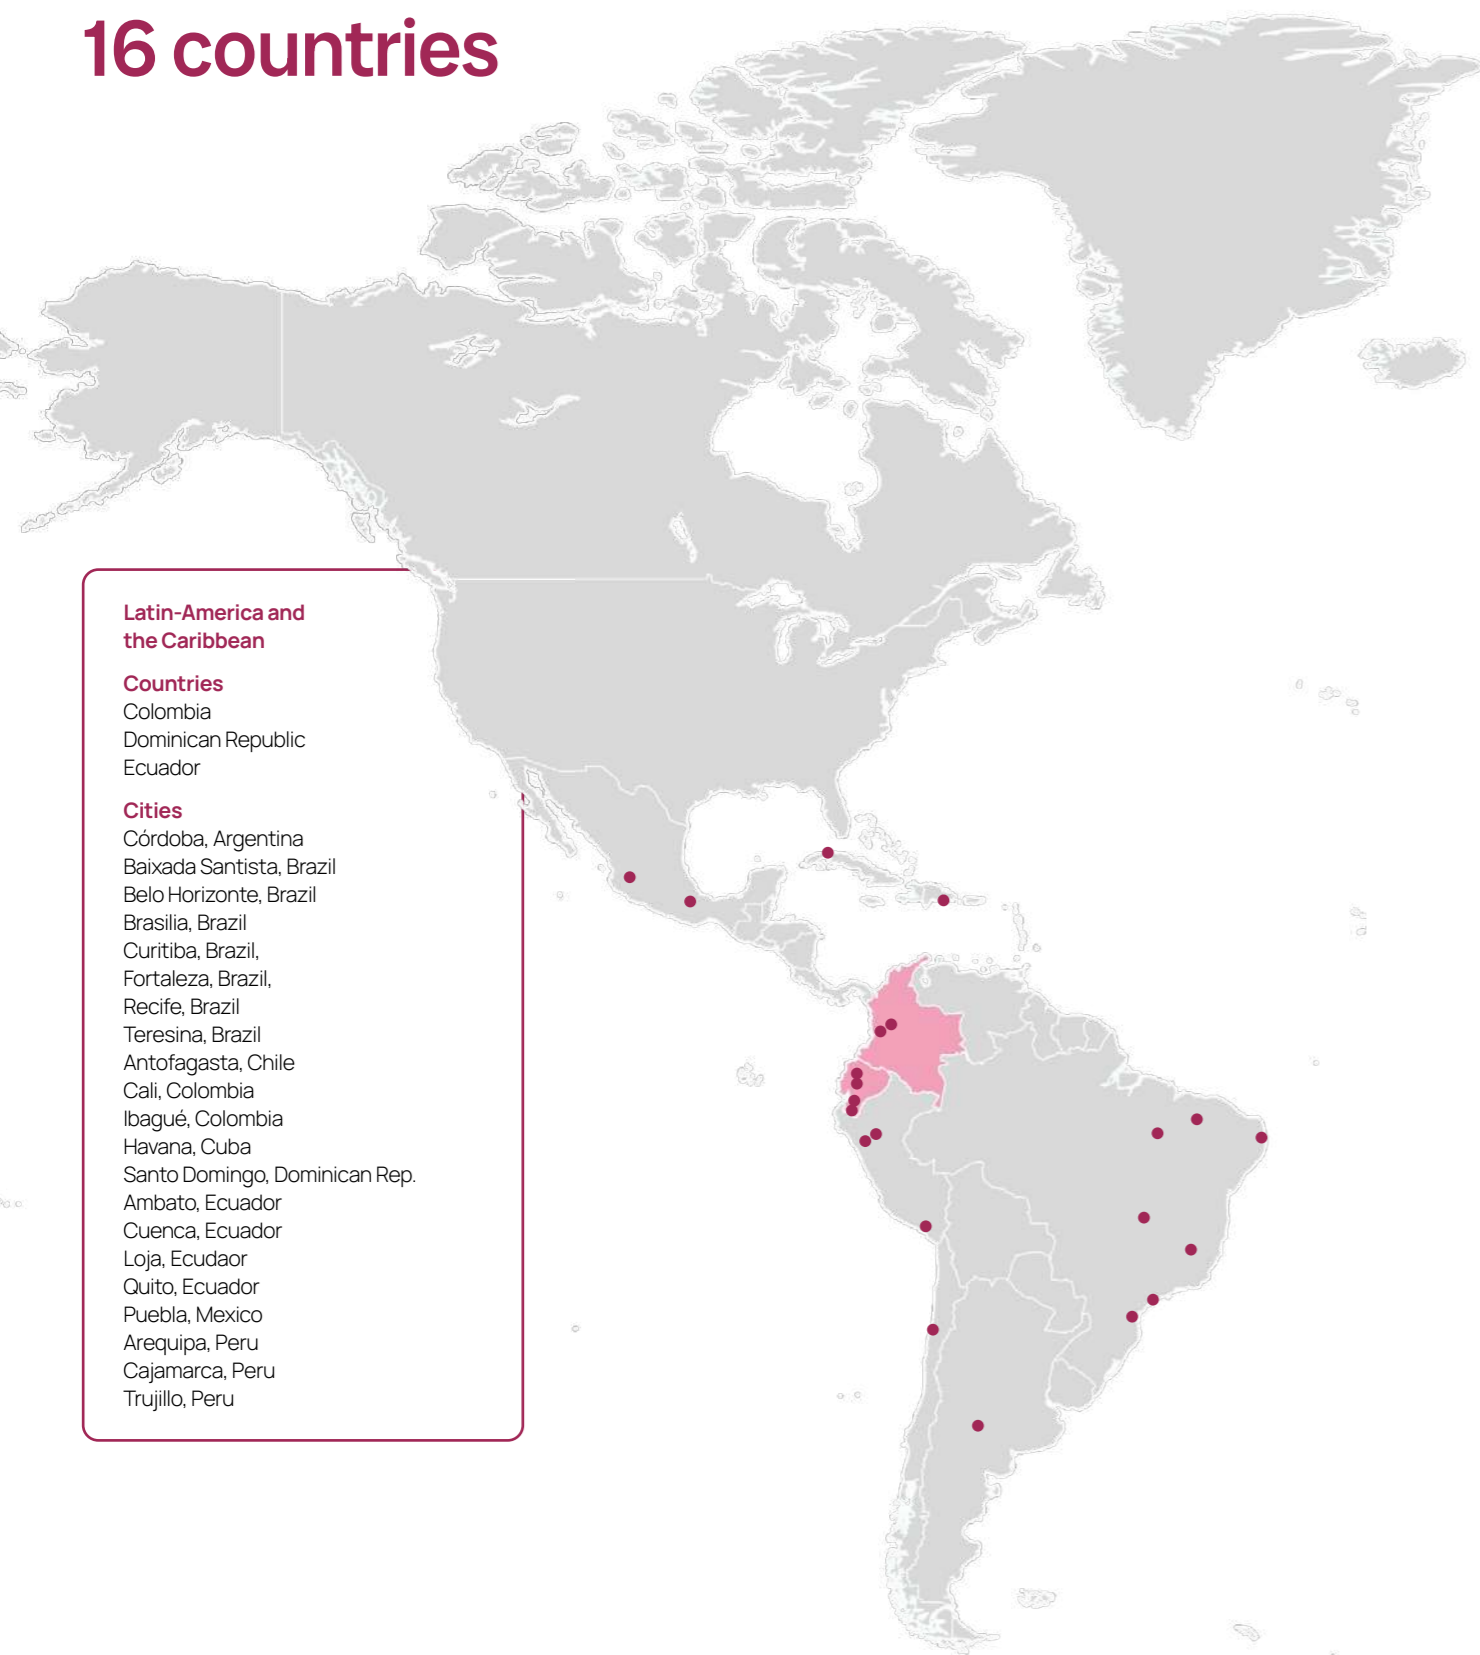 16 countries
Latin-America and
the Caribbean
Countries
Colombia
Dominican Republic
Ecuador
Cities
Córdoba, Argentina
Baixada Santista, Brazil
Belo Horizonte, Brazil
Brasilia, Brazil
Curitiba, Brazil,
Fortaleza, Brazil,
Recife, Brazil
Teresina, Brazil
Antofagasta, Chile
Cali, Colombia
Ibagué, Colombia
Havana, Cuba
Santo Domingo, Dominican Rep.
Ambato, Ecuador
Cuenca, Ecuador
Loja, Ecudaor
Quito, Ecuador
Puebla, Mexico
Arequipa, Peru
Cajamarca, Peru
Trujillo, Peru